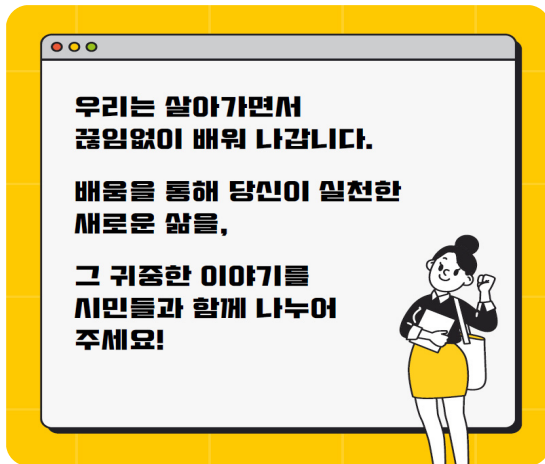 우리는 살아가면서
끊임없이 배워 나갑니다.
배움을 통해 당신이 실천한
새로운 삶을,
그 귀중한 이야기를
시민들과 함께 나누어
주세요!